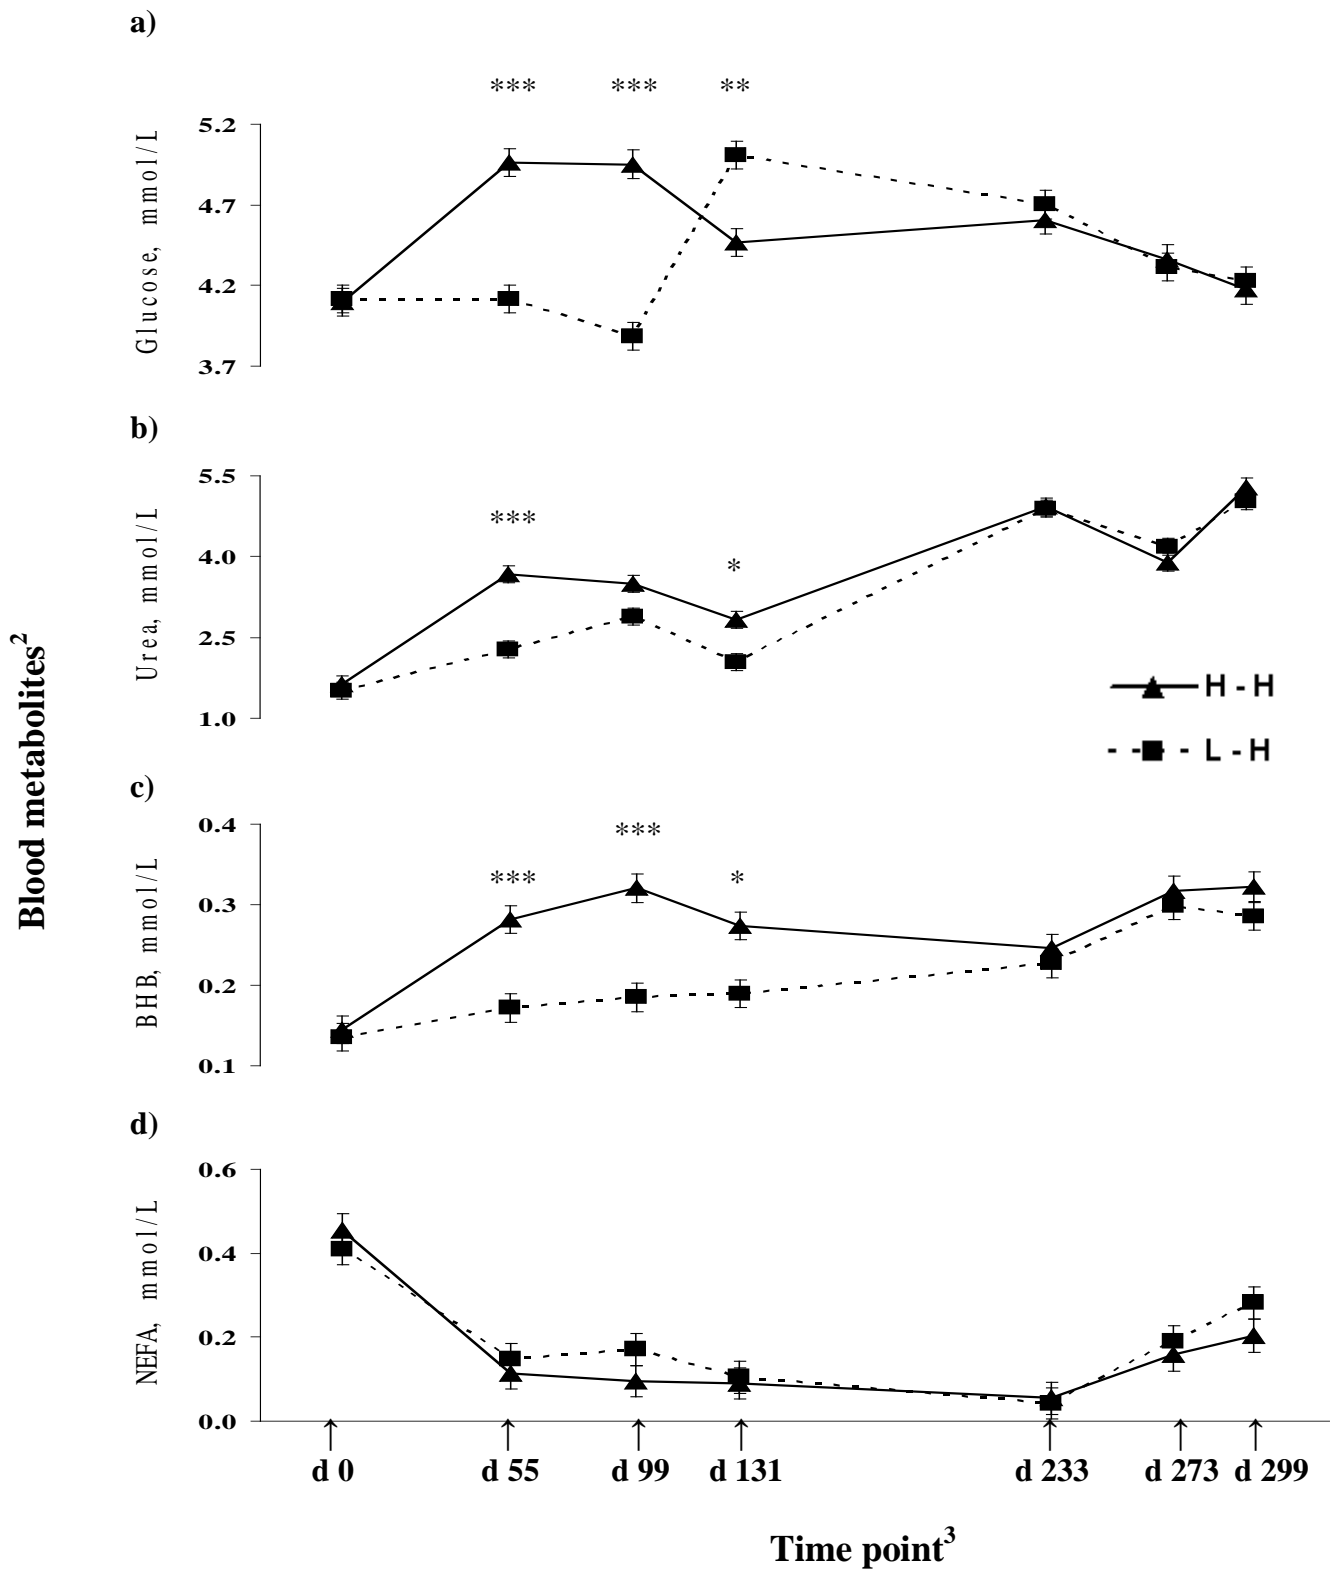 a)
*** *** **
Glucose, mmol/L
5.2
4.7
4.2
3.7
b)
*** *
Urea, mmol/L
5.5
4.0
2.5
1.0
H - H
L - H
Blood metabolites2
c)
*** *** *
BHB, mmol/L
0.4
0.3
0.2
0.1
d)
NEFA, mmol/L
0.6
0.4
0.2
0.0
d 0 d 55 d 99 d 131 d 233 d 273 d 299
Time point3